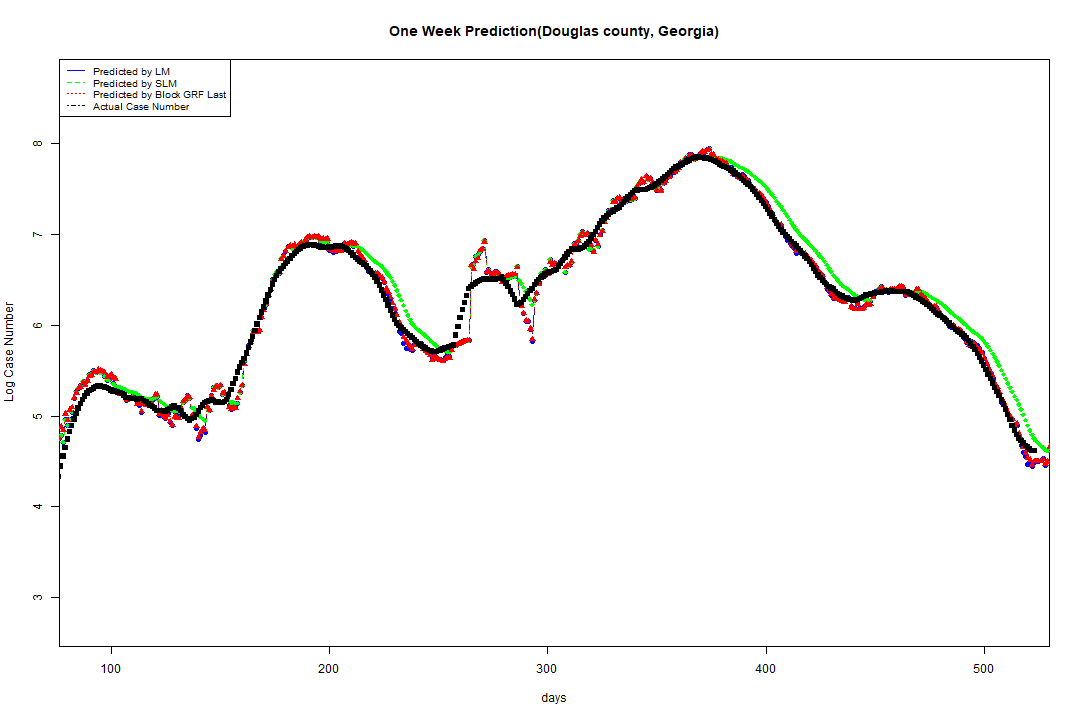 One Week Prediction(Douglas county, Georgia)
Predicted by LM
Predicted by SLM
Predicted by Block GRF Last
Actual Case Number
8
7
6
5
4
3
Log Case Number
100 200 300 400 500
days